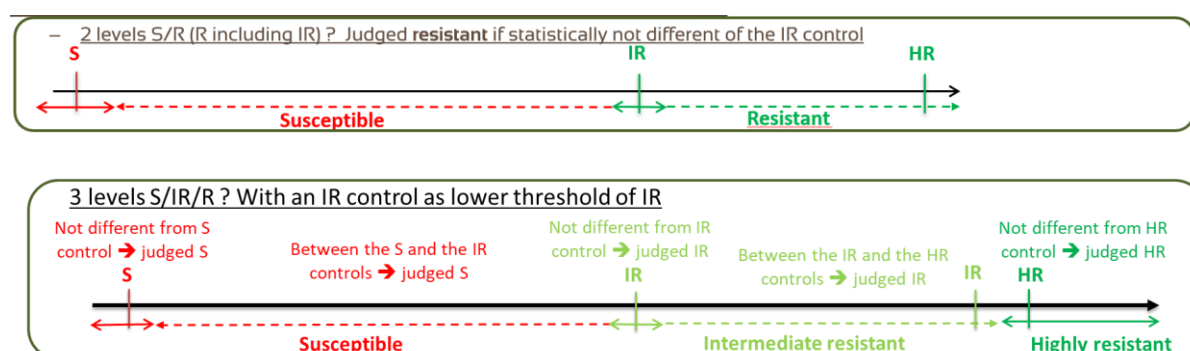 – 2 levels S/R (R including IR) ? Judged resistant if statistically not different of the IR control
S IR HR
Susceptible Resistant
3 levels S/IR/R ? With an IR control as lower threshold of IR
Not different from S
control ➔ judged S
Between the S and the IR
controls ➔ judged S
Not different from IR
control ➔ judged IR
Between the IR and the HR
controls ➔ judged IR
Not different from HR
control ➔ judged HR
S IR IR HR
Susceptible Intermediate resistant Highly resistant